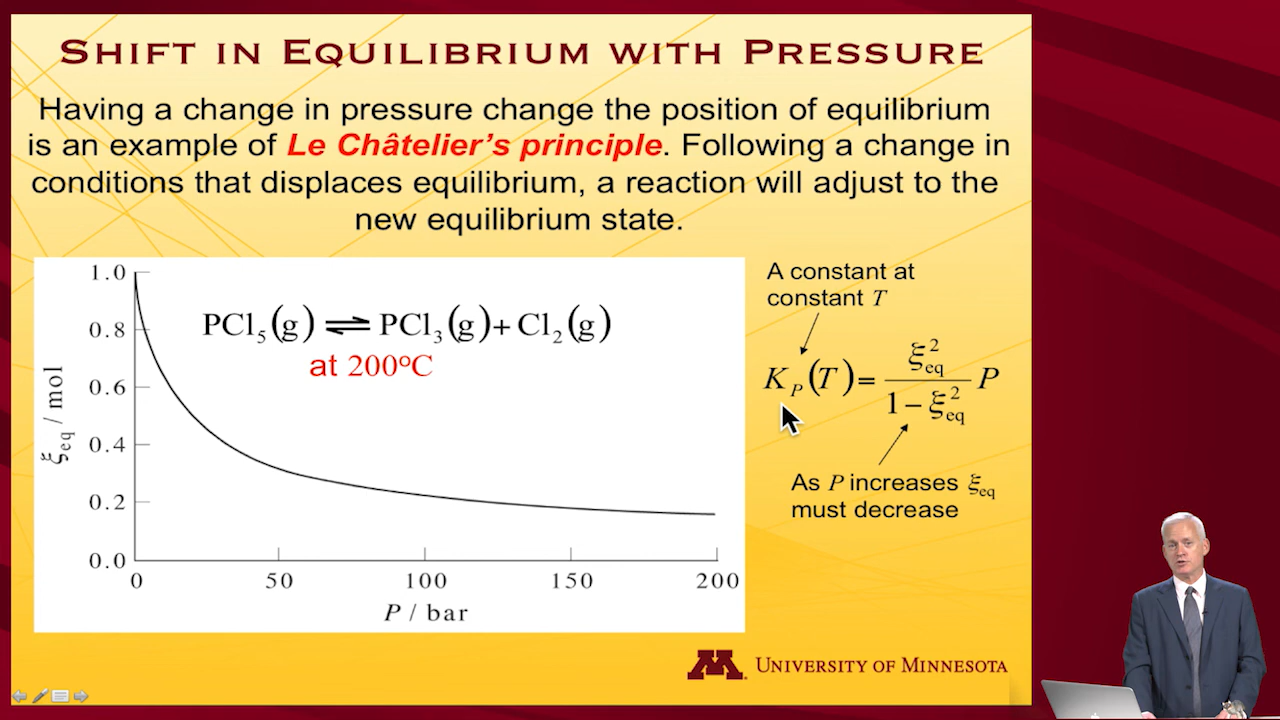 SHIFT IN EQUILIBRIUM WITH PRESSURE
Having a change in pressure change the position of equilibrium
is an example of Le Châtelier's principle. Following a change in
conditions that displaces equilibrium, a reaction will adjust to the
new equilibrium state.
1.0
0.8
0.6
0.4
0.2
0.0
ξeq / mol
PCl₅(g) ⇌ PCl₃(g) + Cl₂(g)
at 200°C
0 50 100 150 200
P / bar
A constant at
constant T
K_P(T) = ξ²eq / (1 − ξ²eq) P
As P increases ξeq
must decrease
M
UNIVERSITY OF MINNESOTA